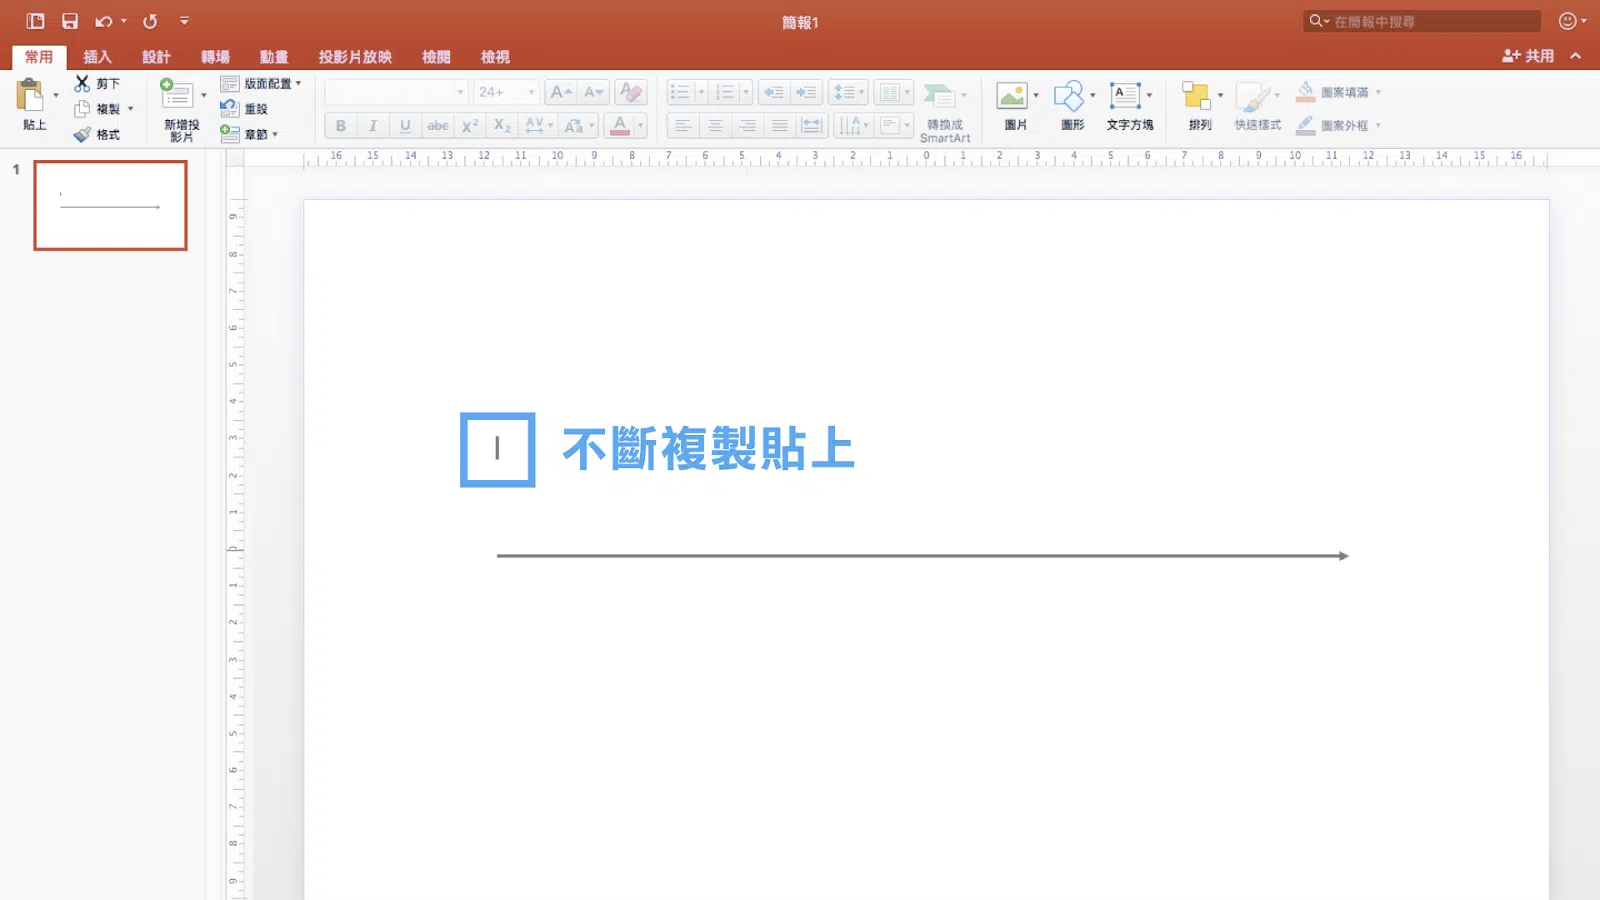 簡報1
在簡報中搜尋
常用 插入 設計 轉場 動畫 投影片放映 檢閱 檢視
共用
貼上
剪下
複製
格式
新增投
影片
版面配置
重設
章節
24+
A A A
B I U abc X² X₂ AV Aa A
A
轉換成
SmartArt
圖片
圖形
A
文字方塊
排列
快速樣式
圖案填滿
圖案外框
1
16 15 14 13 12 11 10 9 8 7 6 5 4 3 2 1 0 1 2 3 4 5 6 7 8 9 10 11 12 13 14 15 16
9
8
7
6
5
4
3
2
1
0
1
2
3
4
5
6
7
8
9
不斷複製貼上